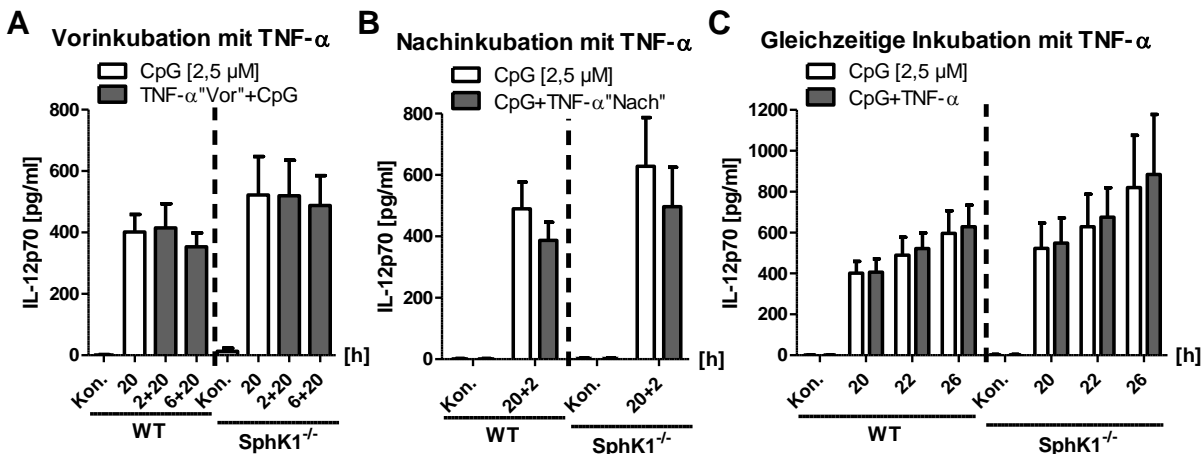 A
Vorinkubation mit TNF-α
CpG [2,5 µM]
TNF-α"Vor"+CpG
IL-12p70 [pg/ml]
800
600
400
200
0
Kon.
20
2+20
6+20
Kon.
20
2+20
6+20
[h]
WT
SphK1-/-
B
Nachinkubation mit TNF-α
CpG [2,5 µM]
CpG+TNF-α"Nach"
IL-12p70 [pg/ml]
800
600
400
200
0
Kon.
20+2
Kon.
20+2
[h]
WT
SphK1-/-
C
Gleichzeitige Inkubation mit TNF-α
CpG [2,5 µM]
CpG+TNF-α
IL-12p70 [pg/ml]
1200
1000
800
600
400
200
0
Kon.
20
22
26
Kon.
20
22
26
[h]
WT
SphK1-/-